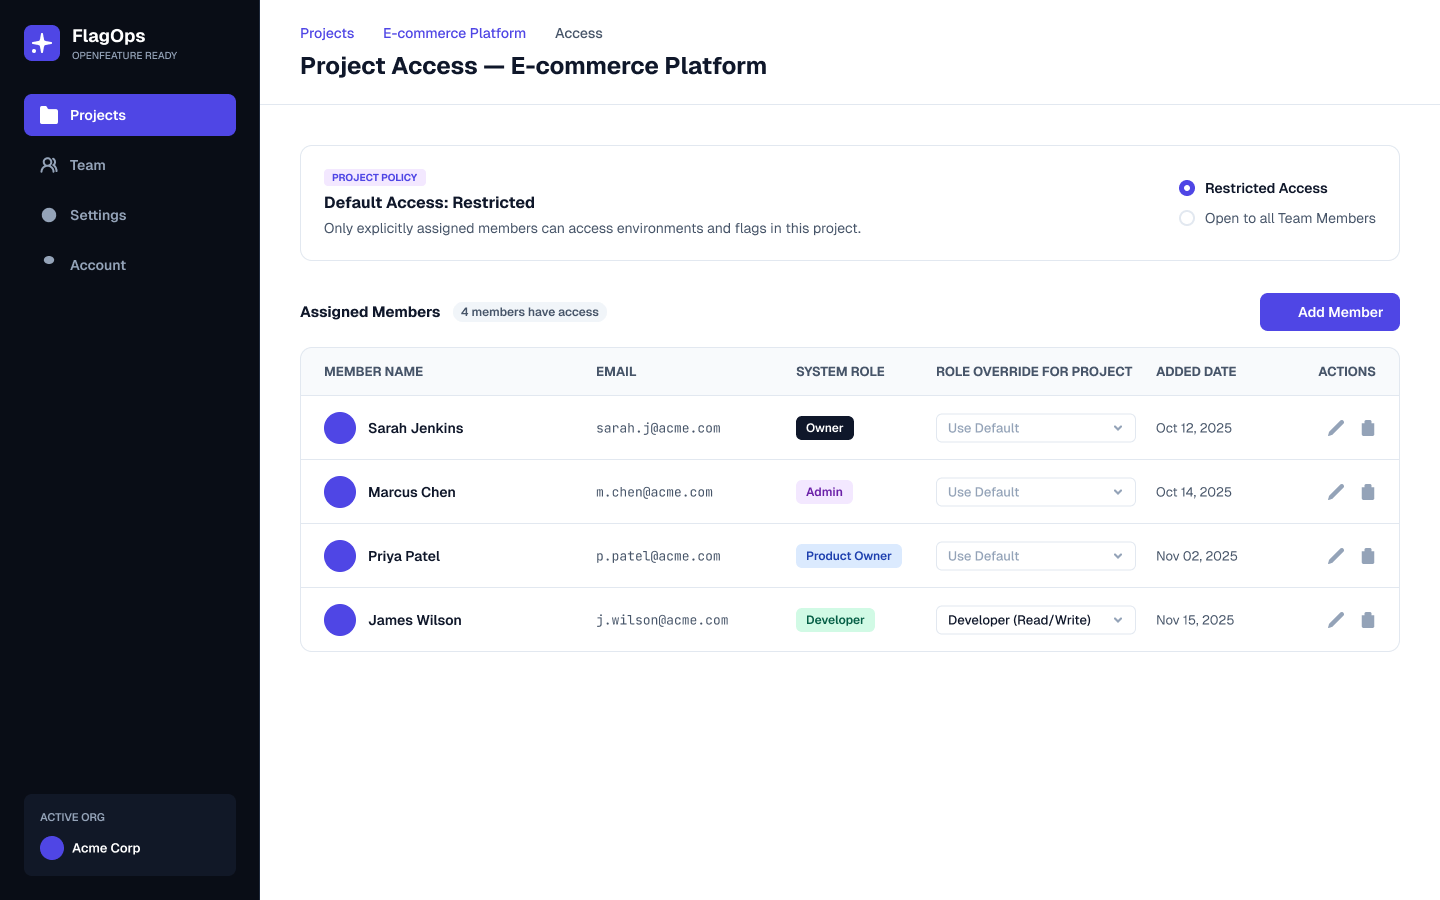 FlagOps
OPENFEATURE READY
Projects
Team
Settings
Account
ACTIVE ORG
Acme Corp
Projects E-commerce Platform Access
Project Access — E-commerce Platform
PROJECT POLICY
Default Access: Restricted
Only explicitly assigned members can access environments and flags in this project.
Restricted Access
Open to all Team Members
Assigned Members 4 members have access Add Member
MEMBER NAME EMAIL SYSTEM ROLE ROLE OVERRIDE FOR PROJECT ADDED DATE ACTIONS
Sarah Jenkins sarah.j@acme.com Owner Use Default Oct 12, 2025
Marcus Chen m.chen@acme.com Admin Use Default Oct 14, 2025
Priya Patel p.patel@acme.com Product Owner Use Default Nov 02, 2025
James Wilson j.wilson@acme.com Developer Developer (Read/Write) Nov 15, 2025